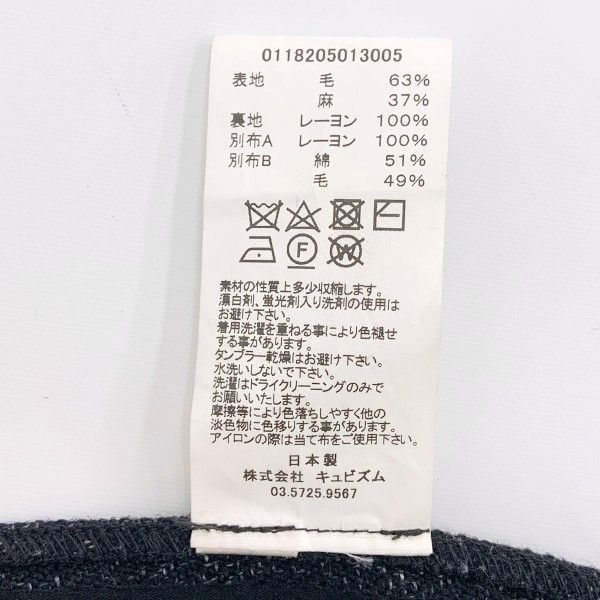 0118205013005
表地 毛 63%
麻 37%
裏地 レーヨン 100%
別布A レーヨン 100%
別布B 綿 51%
毛 49%
F W
素材の性質上多少収縮します。
漂白剤、蛍光剤入り洗剤の使用は
お避け下さい。
着用洗濯を重ねる事により色褪せ
する事があります。
タンブラー乾燥はお避け下さい。
水洗いしないで下さい。
洗濯はドライクリーニングのみで
お願いいたします。
摩擦等により色落ちしやすく他の
淡色物に色移りする事があります。
アイロンの際は当て布をご使用下さい。
日本製
株式会社 キュビズム
03.5725.9567